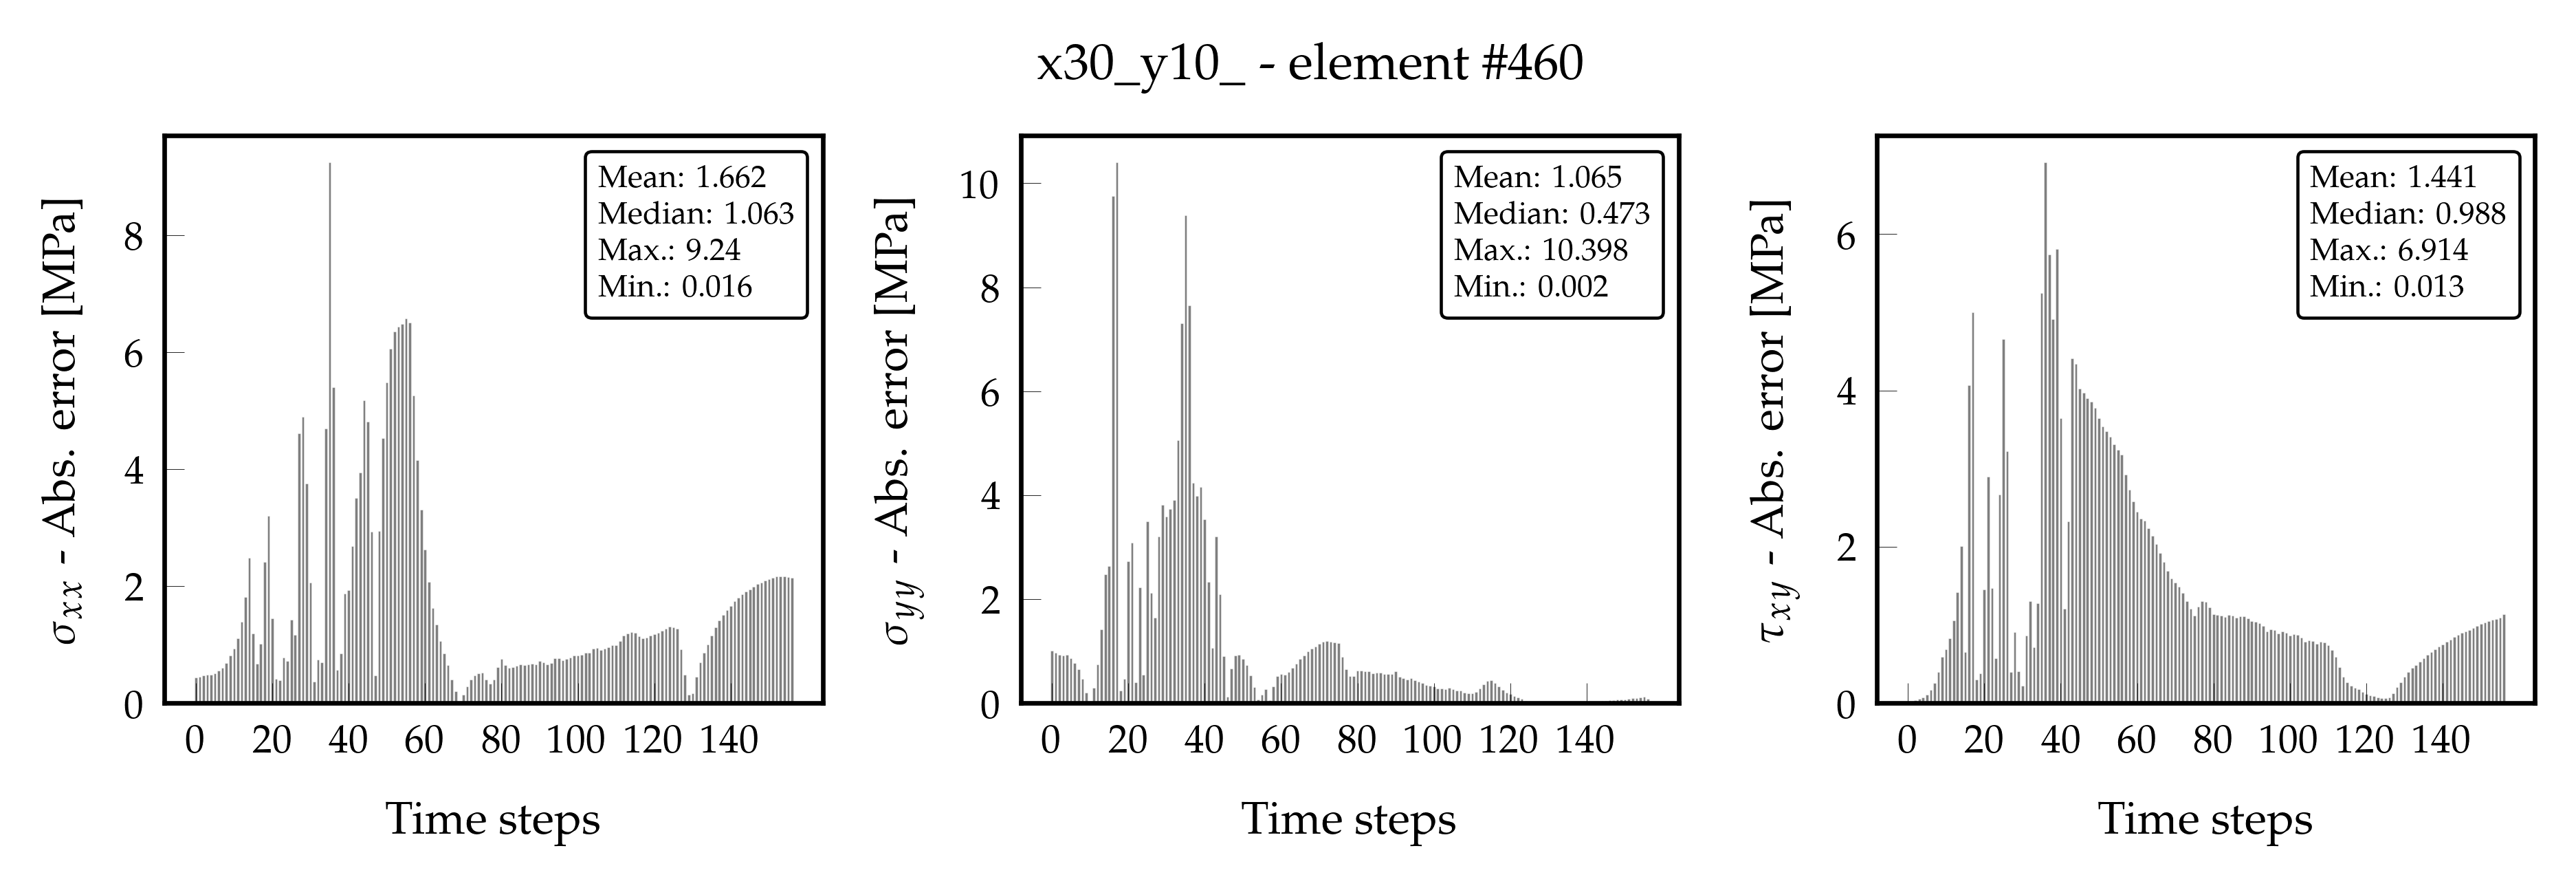 x30_y10_ - element #460
σxx - Abs. error [MPa]
8
6
4
2
0
0 20 40 60 80 100 120 140
Time steps
Mean: 1.662
Median: 1.063
Max.: 9.24
Min.: 0.016
σyy - Abs. error [MPa]
10
8
6
4
2
0
0 20 40 60 80 100 120 140
Time steps
Mean: 1.065
Median: 0.473
Max.: 10.398
Min.: 0.002
τxy - Abs. error [MPa]
6
4
2
0
0 20 40 60 80 100 120 140
Time steps
Mean: 1.441
Median: 0.988
Max.: 6.914
Min.: 0.013